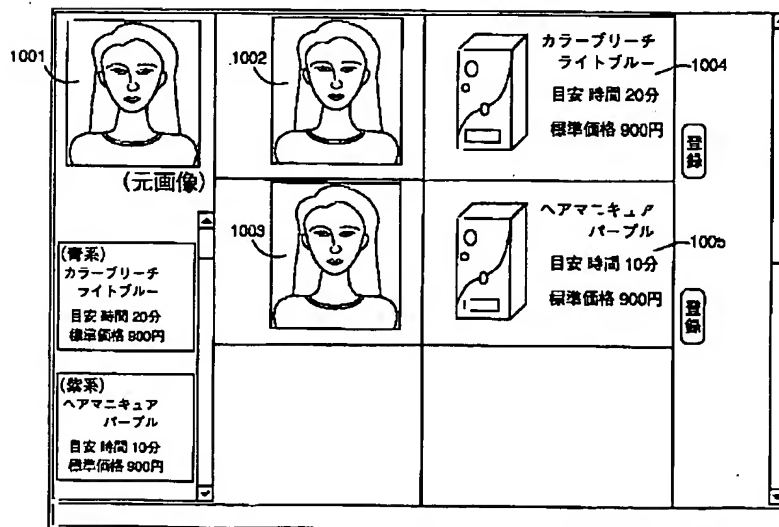 1001
1002
カラーブリーチ
ライトブルー
1004
目安 時間 20分
標準価格 900円
登録
(元画像)
1003
ヘアマニキュア
パープル
1005
目安 時間 10分
標準価格 900円
登録
(青系)
カラーブリーチ
ライトブルー
目安 時間 20分
標準価格 900円
(紫系)
ヘアマニキュア
パープル
目安 時間 10分
標準価格 900円